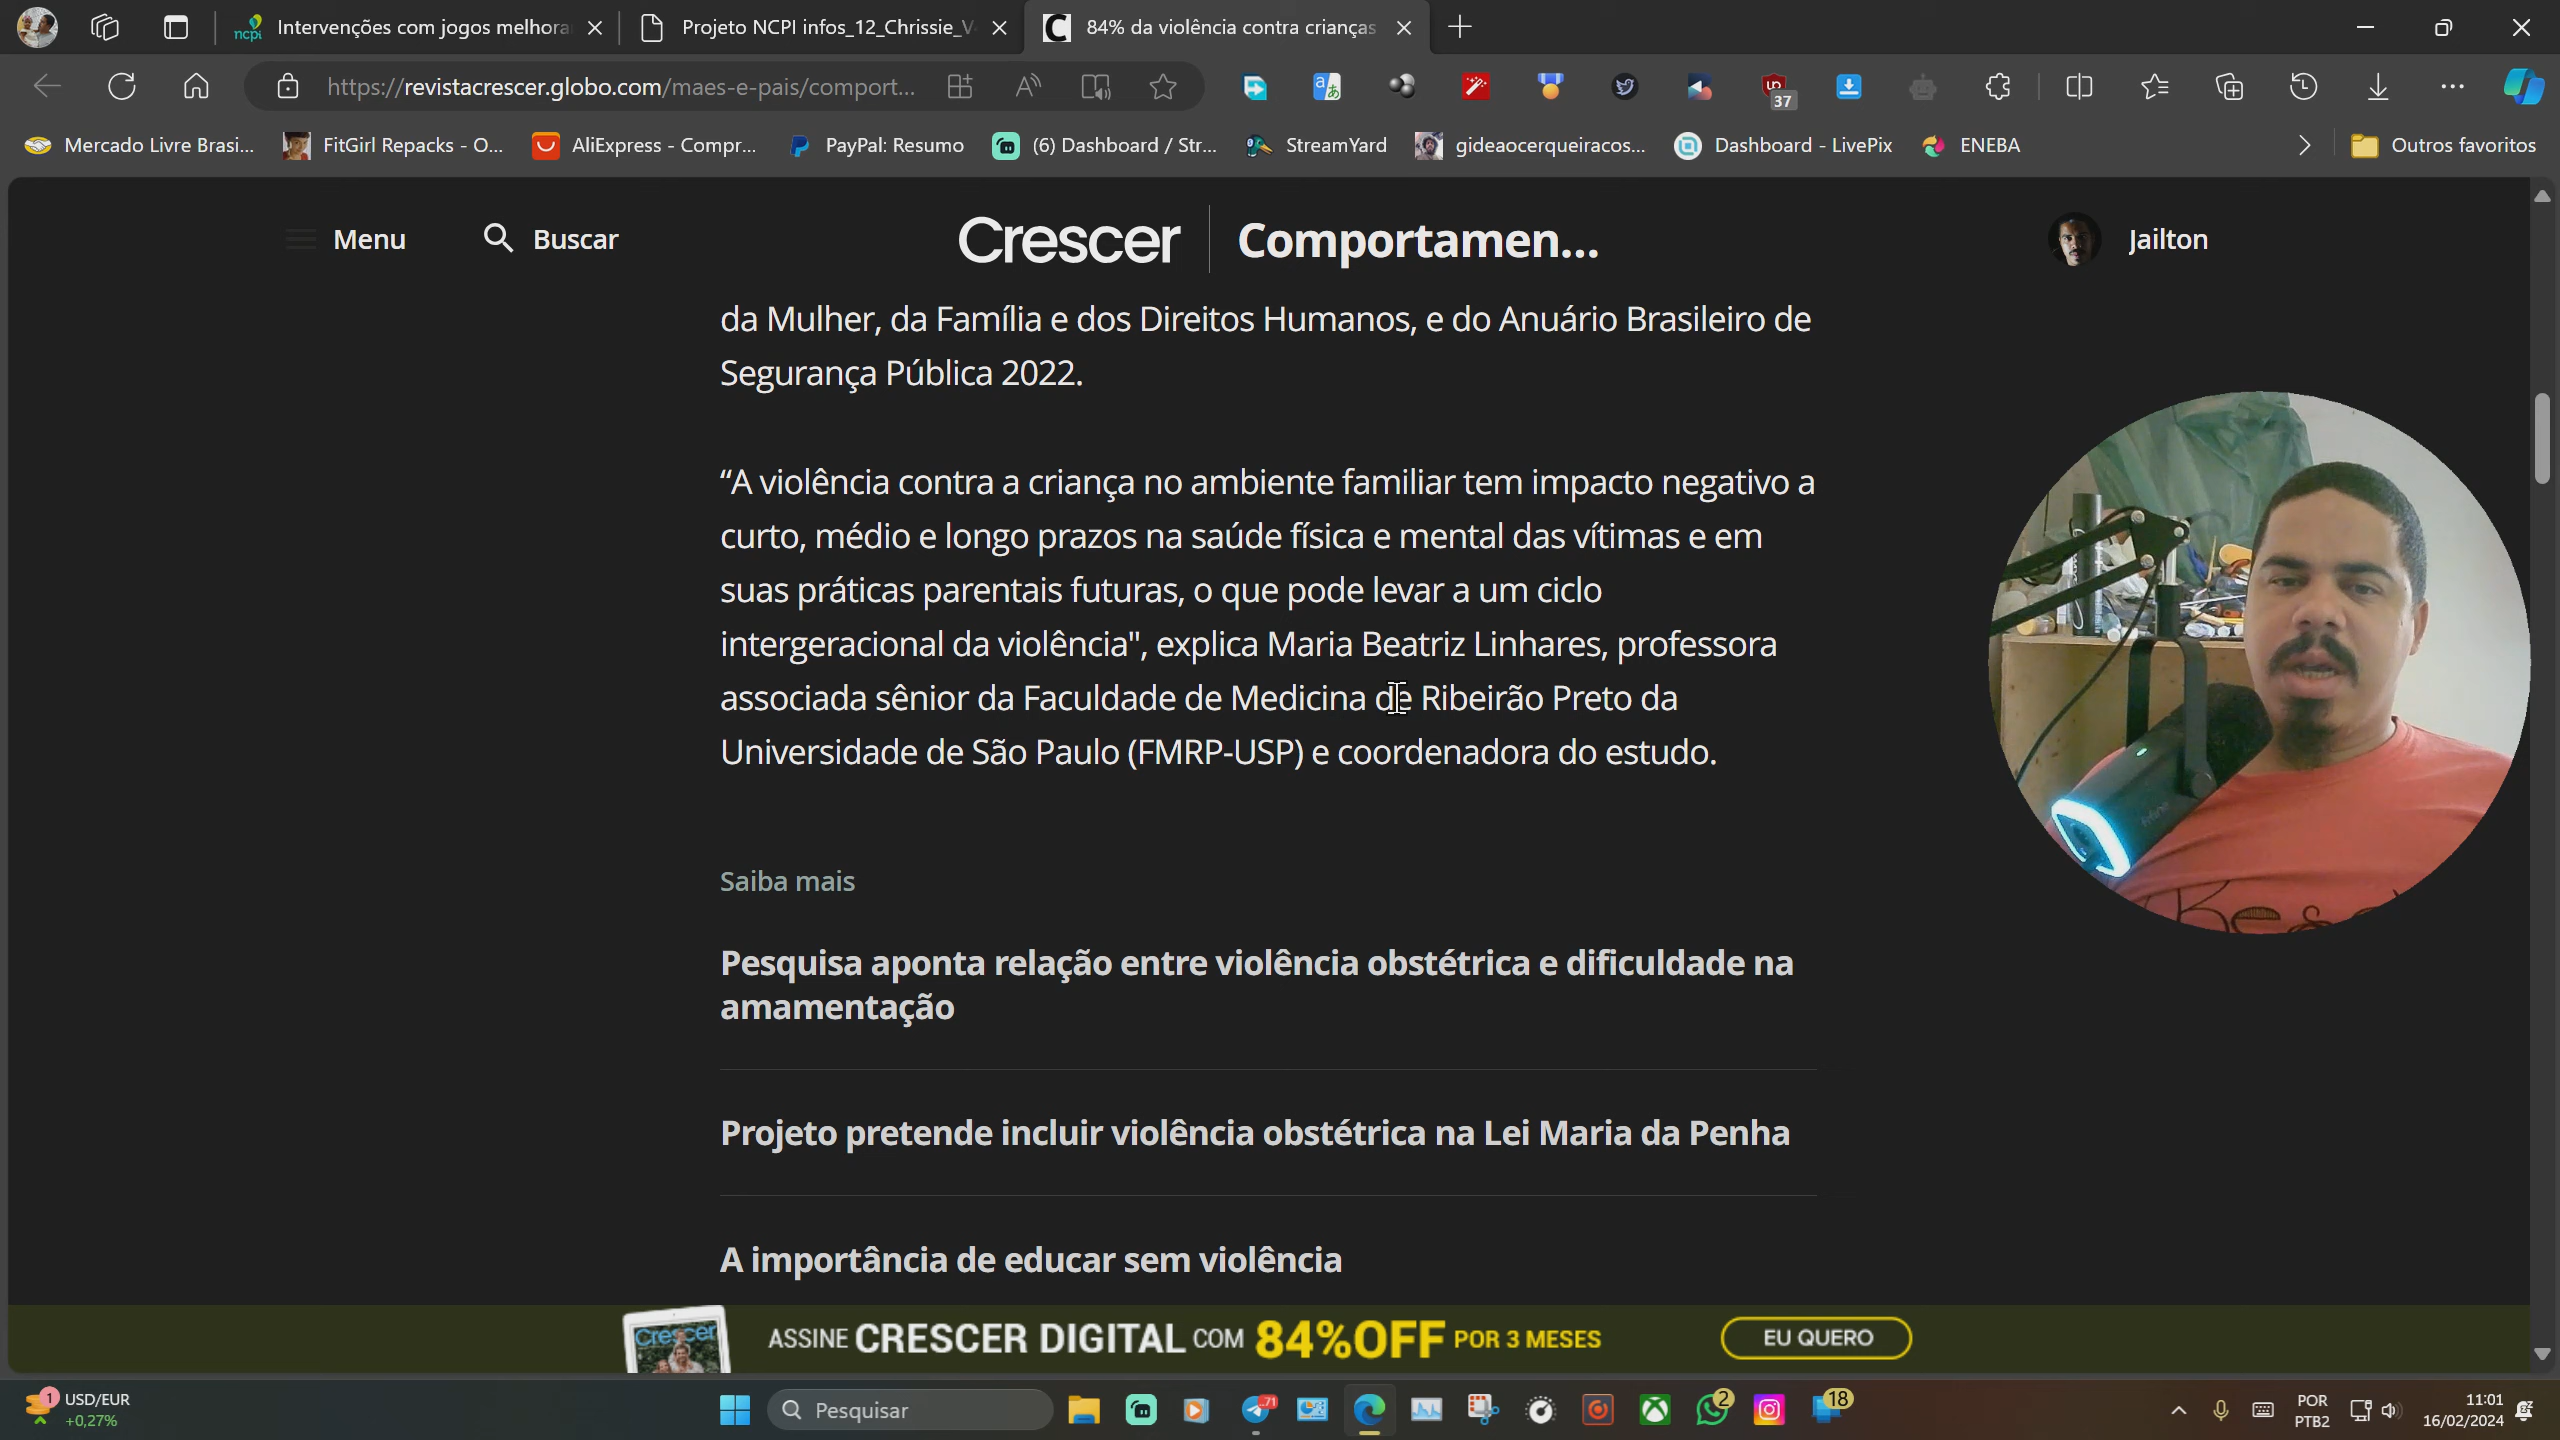 ncpi
Intervenções com jogos melhora
Projeto NCPI infos_12_Chrissie_V
84% da violência contra crianças
https://revistacrescer.globo.com/maes-e-pais/comport...
37
Mercado Livre Brasi...
FitGirl Repacks - O...
AliExpress - Compr...
PayPal: Resumo
(6) Dashboard / Str...
StreamYard
gideaocerqueiracos...
Dashboard - LivePix
ENEBA
Outros favoritos
Menu
Buscar
Crescer
Comportamen...
Jailton
da Mulher, da Família e dos Direitos Humanos, e do Anuário Brasileiro de
Segurança Pública 2022.
“A violência contra a criança no ambiente familiar tem impacto negativo a
curto, médio e longo prazos na saúde física e mental das vítimas e em
suas práticas parentais futuras, o que pode levar a um ciclo
intergeracional da violência", explica Maria Beatriz Linhares, professora
associada sênior da Faculdade de Medicina de Ribeirão Preto da
Universidade de São Paulo (FMRP-USP) e coordenadora do estudo.
fifine
Saiba mais
Pesquisa aponta relação entre violência obstétrica e dificuldade na
amamentação
Projeto pretende incluir violência obstétrica na Lei Maria da Penha
A importância de educar sem violência
Crescer
ASSINE CRESCER DIGITAL COM 84%OFF POR 3 MESES
EU QUERO
1
USD/EUR
+0,27%
Pesquisar
71
2
18
POR
PTB2
11:01
16/02/2024